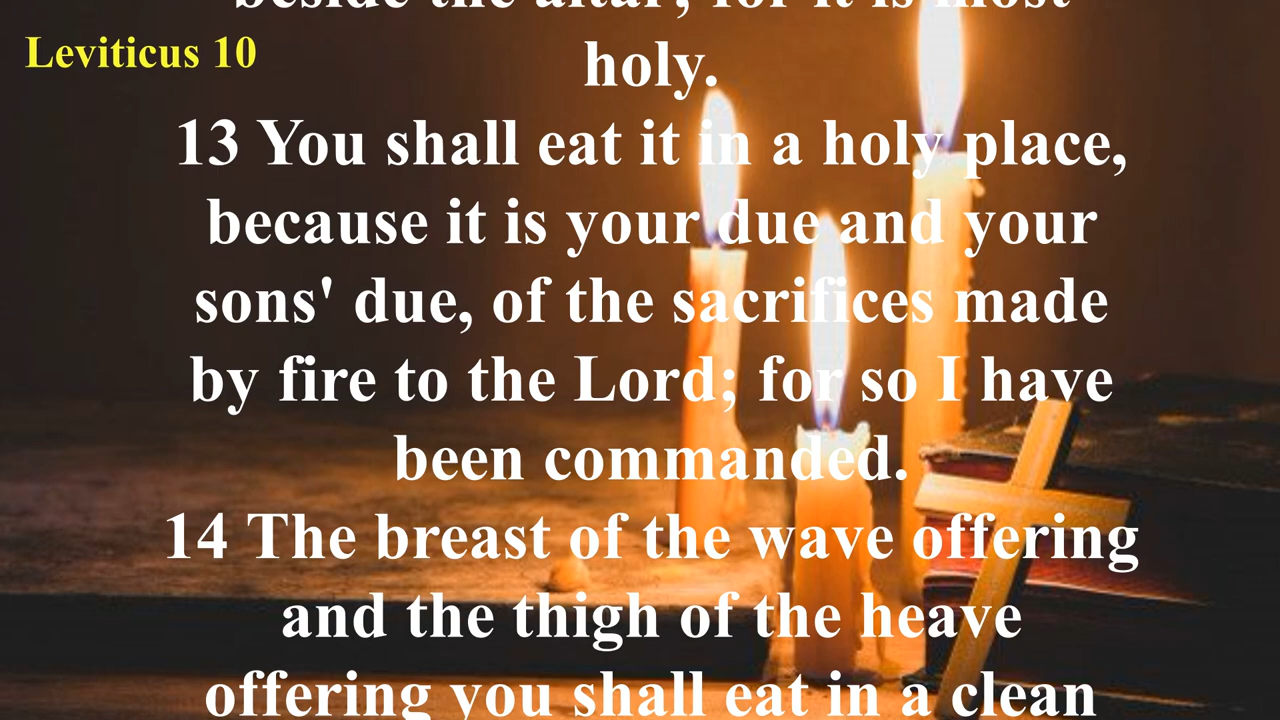 beside the altar; for it is most
Leviticus 10
holy.
13 You shall eat it in a holy place,
because it is your due and your
sons' due, of the sacrifices made
by fire to the Lord; for so I have
been commanded.
14 The breast of the wave offering
and the thigh of the heave
offering you shall eat in a clean